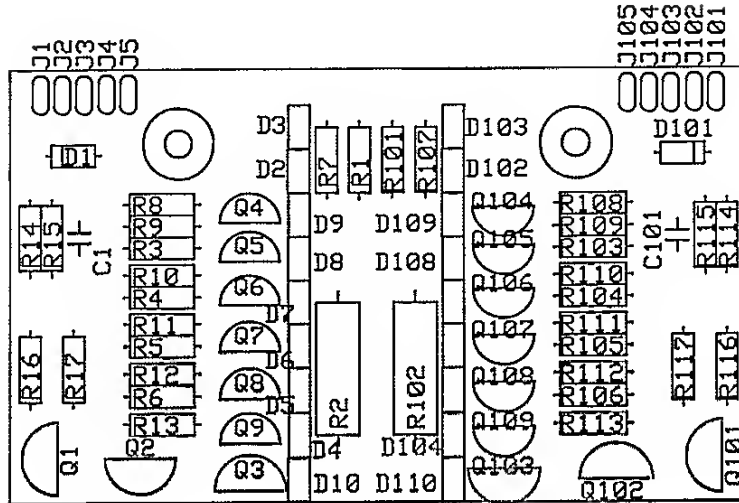 J1 J2 J3 J4 J5 J105 J104 J103 J102 J101
D3 D103 D101
D1 D2 R7 R1 R101 R107 D102
R8 Q4 Q104 R108
R14 R15 R9 D9 D109 R109 R115 R114
R3 Q5 Q105 R103 C101
C1 D8 D108
R10 Q6 Q106 R110
R4 R104
R11 D7 R111
R16 R17 R5 Q7 Q107 R105 R117 R116
D6
R12 Q8 Q108 R112
R6 D5 R2 R102 R106
R13 Q9 Q109 R113
Q1 Q2 D4 D104 Q101
Q3 D10 D110 Q103 Q102